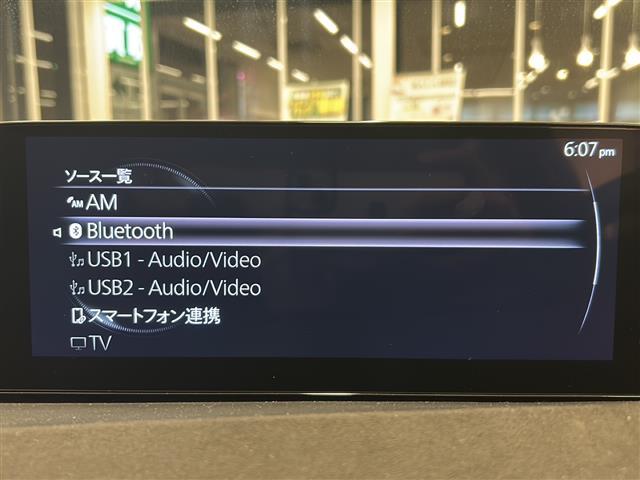 6:07 pm
ソース一覧
AM AM
Bluetooth
USB1 - Audio/Video
USB2 - Audio/Video
スマートフォン連携
TV